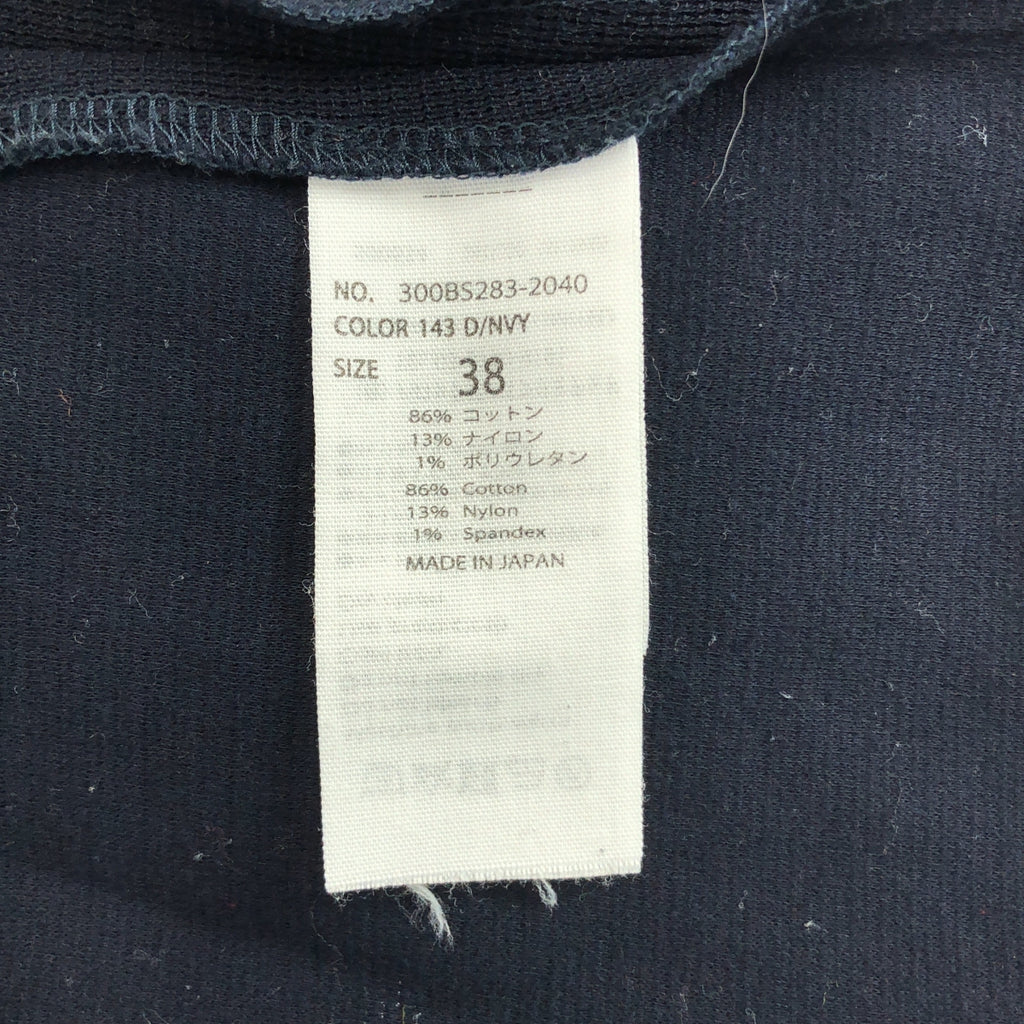 NO. 300BS283-2040
COLOR 143 D/NVY
SIZE 38
86% コットン
13% ナイロン
1% ポリウレタン
86% Cotton
13% Nylon
1% Spandex
MADE IN JAPAN